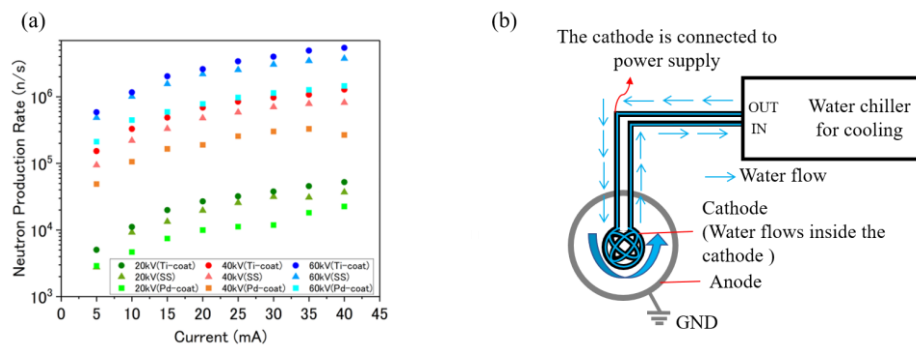 (a)
Neutron Production Rate (n/s)
10⁷
10⁶
10⁵
10⁴
10³
20kV(Ti-coat) 40kV(Ti-coat) 60kV(Ti-coat)
20kV(SS) 40kV(SS) 60kV(SS)
20kV(Pd-coat) 40kV(Pd-coat) 60kV(Pd-coat)
0 5 10 15 20 25 30 35 40 45
Current (mA)
(b)
The cathode is connected to
power supply
OUT
IN
Water chiller
for cooling
Water flow
Cathode
(Water flows inside the
cathode )
Anode
GND